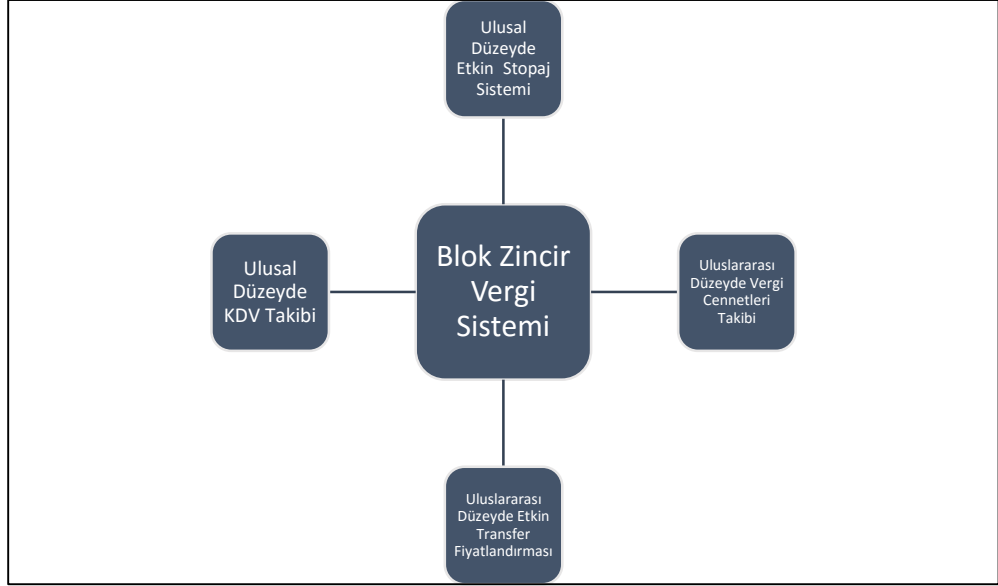 Ulusal
Düzeyde
Etkin Stopaj
Sistemi
Ulusal
Düzeyde
KDV Takibi
Blok Zincir
Vergi
Sistemi
Uluslararası
Düzeyde Vergi
Cennetleri
Takibi
Uluslararası
Düzeyde Etkin
Transfer
Fiyatlandırması